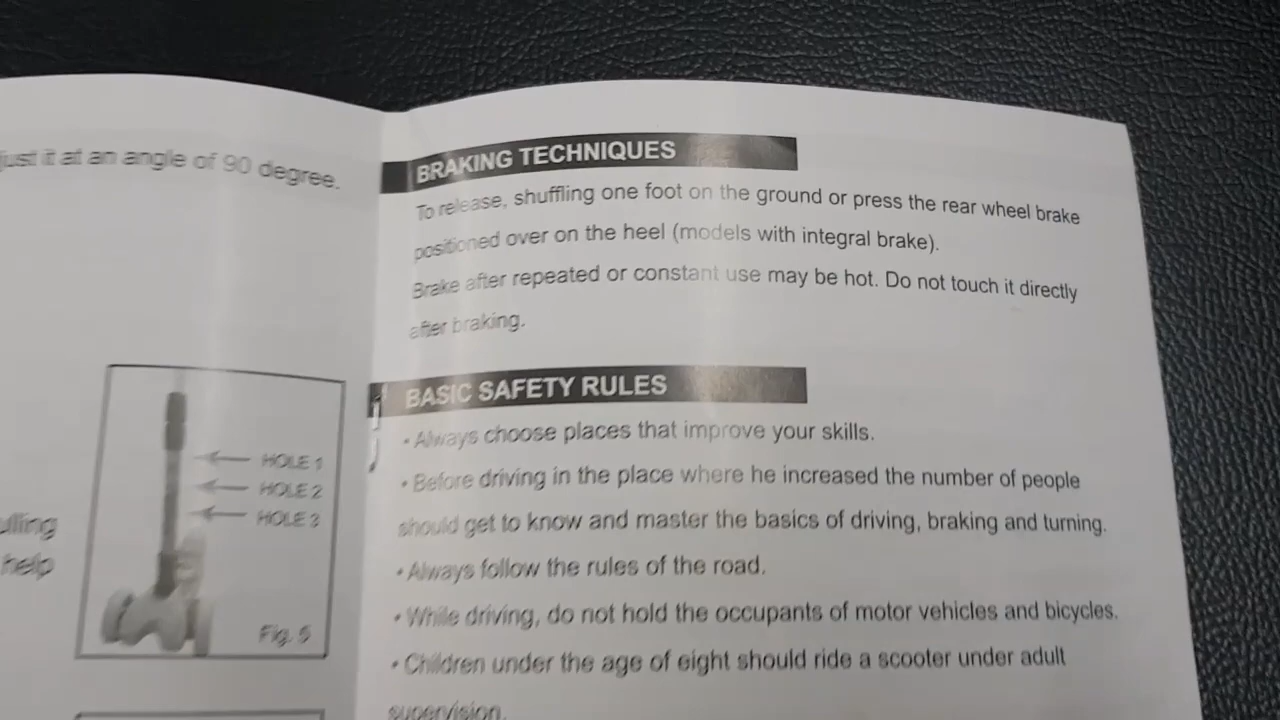 just it at an angle of 90 degree.
HOLE 1
HOLE 2
HOLE 3
help
Fig. 5
BRAKING TECHNIQUES
To release, shuffling one foot on the ground or press the rear wheel brake
positioned over on the heel (models with integral brake).
Brake after repeated or constant use may be hot. Do not touch it directly
after braking.
BASIC SAFETY RULES
• Always choose places that improve your skills.
• Before driving in the place where he increased the number of people
should get to know and master the basics of driving, braking and turning.
• Always follow the rules of the road.
• While driving, do not hold the occupants of motor vehicles and bicycles.
• Children under the age of eight should ride a scooter under adult
supervision.